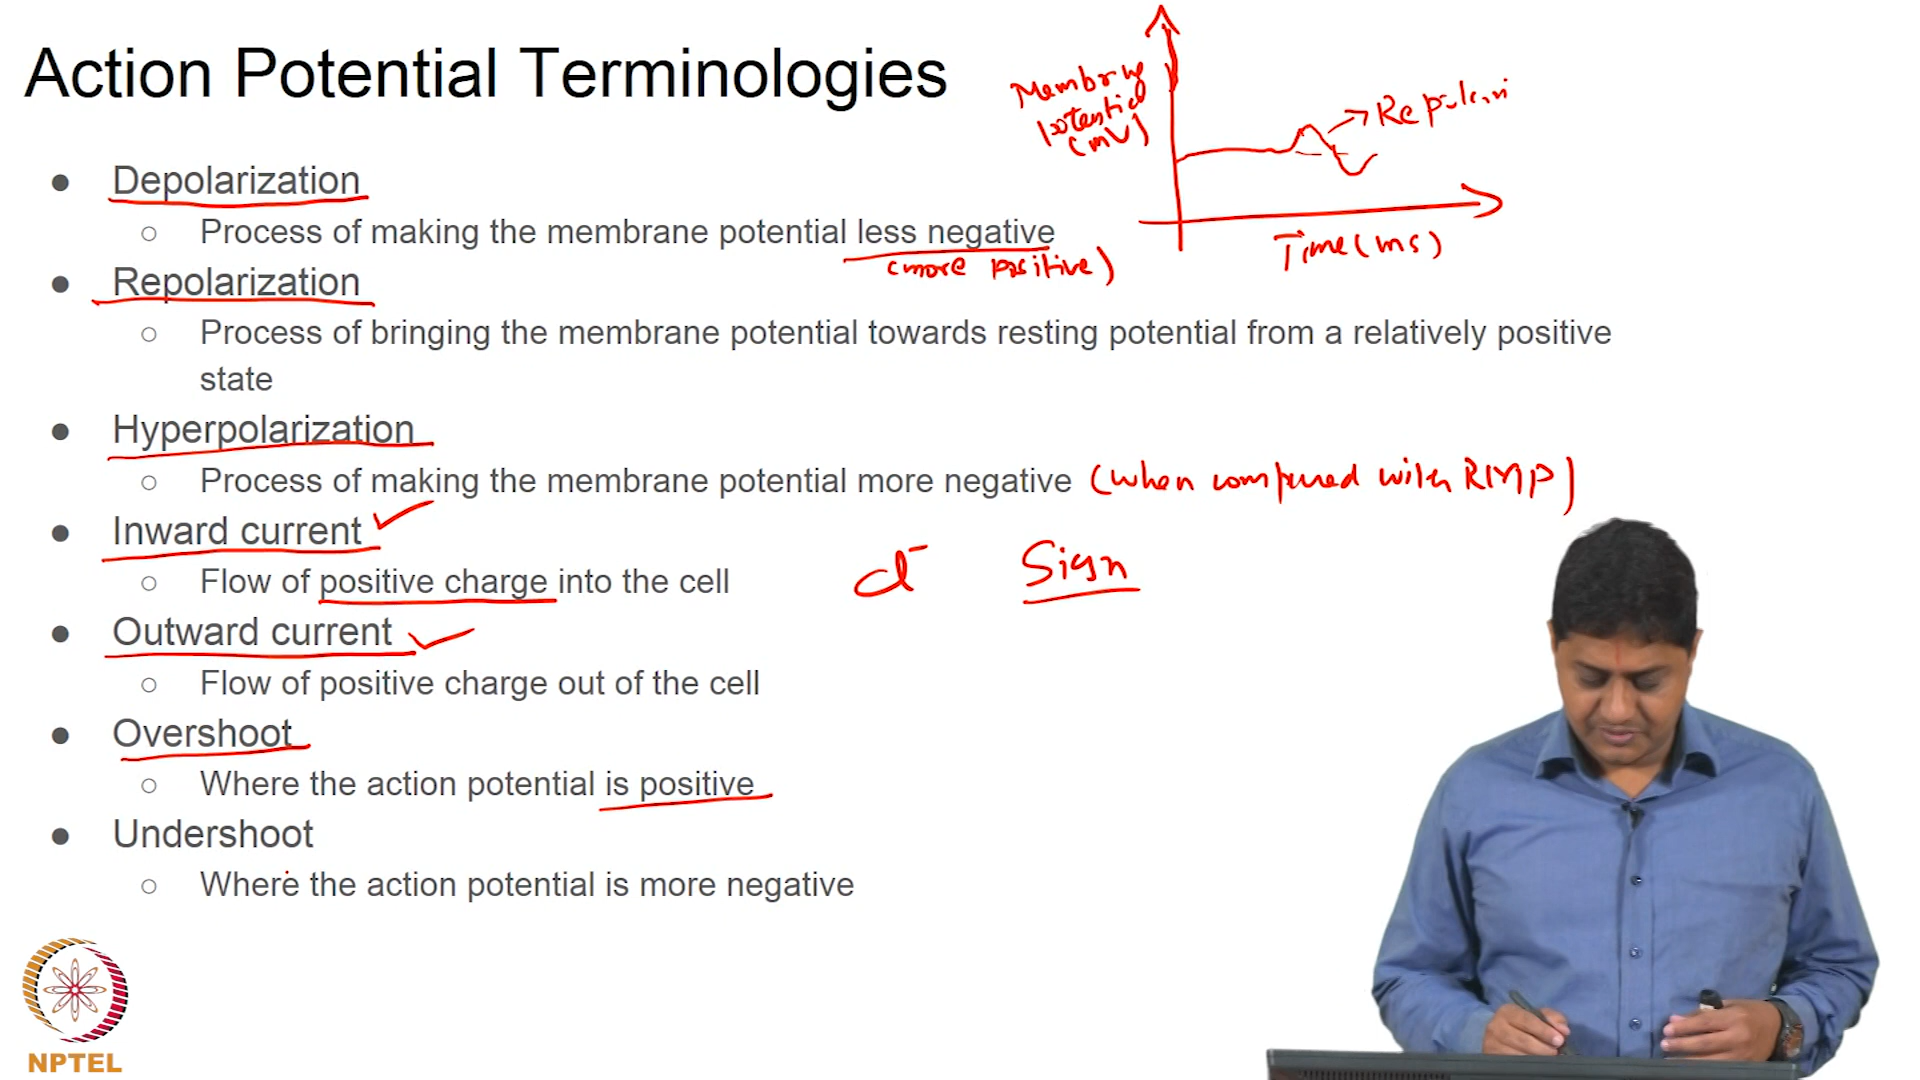 Action Potential Terminologies
Membrane
potential
(mV)
Time (ms)
● Depolarization
○ Process of making the membrane potential less negative
(more positive)
● Repolarization
○ Process of bringing the membrane potential towards resting potential from a relatively positive
state
● Hyperpolarization
○ Process of making the membrane potential more negative (when compared with RMP)
● Inward current
○ Flow of positive charge into the cell
Cl⁻ Sign
● Outward current
○ Flow of positive charge out of the cell
● Overshoot
○ Where the action potential is positive
● Undershoot
○ Where the action potential is more negative
NPTEL